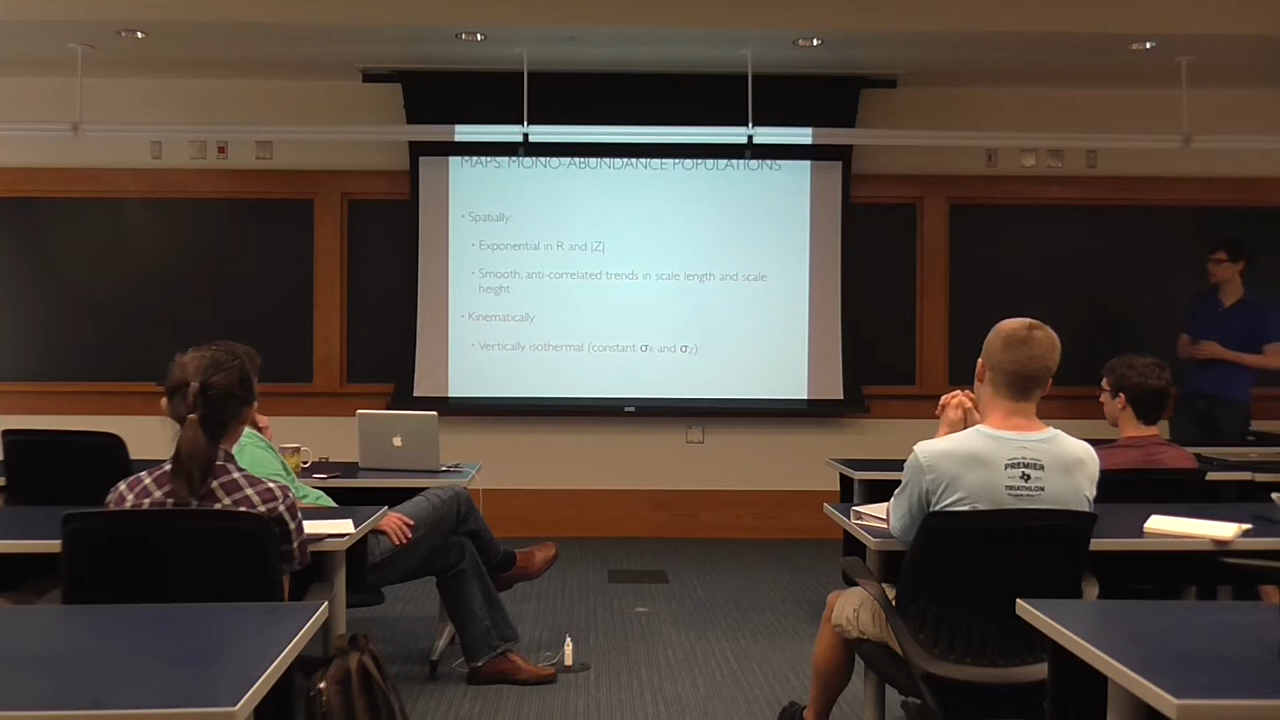 MAPS: MONO-ABUNDANCE POPULATIONS
• Spatially:
• Exponential in R and |Z|
• Smooth, anti-correlated trends in scale length and scale
height
• Kinematically:
• Vertically isothermal (constant σR and σZ)
PREMIER
TRIATHLON